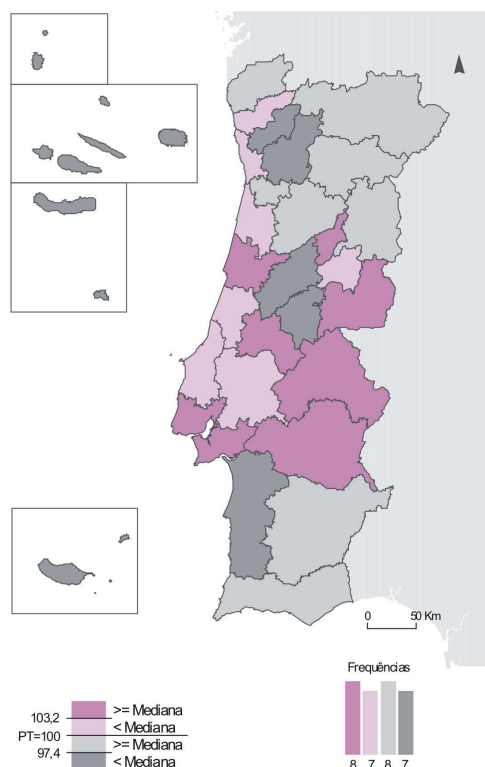 0 50 Km
Frequências
8 7 8 7
>= Mediana
103,2
< Mediana
PT=100
>= Mediana
97,4
< Mediana